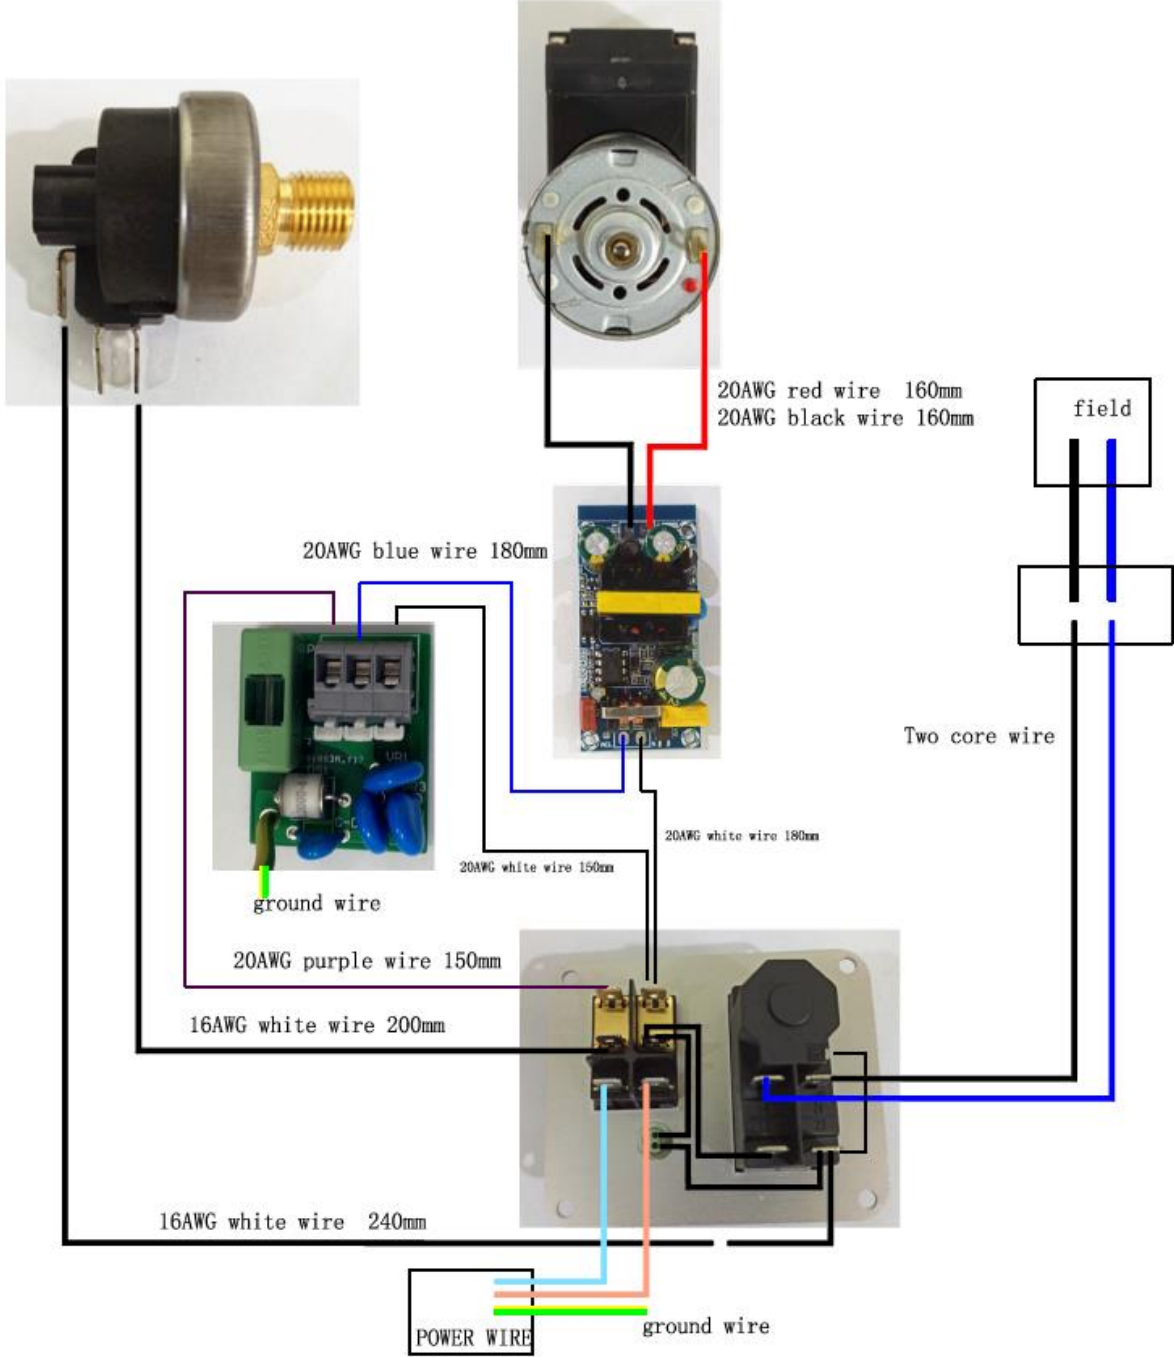 20AWG red wire 160mm
20AWG black wire 160mm
field
20AWG blue wire 180mm
Two core wire
VR1
20AWG white wire 180mm
20AWG white wire 150mm
ground wire
20AWG purple wire 150mm
16AWG white wire 200mm
16AWG white wire 240mm
POWER WIRE
ground wire